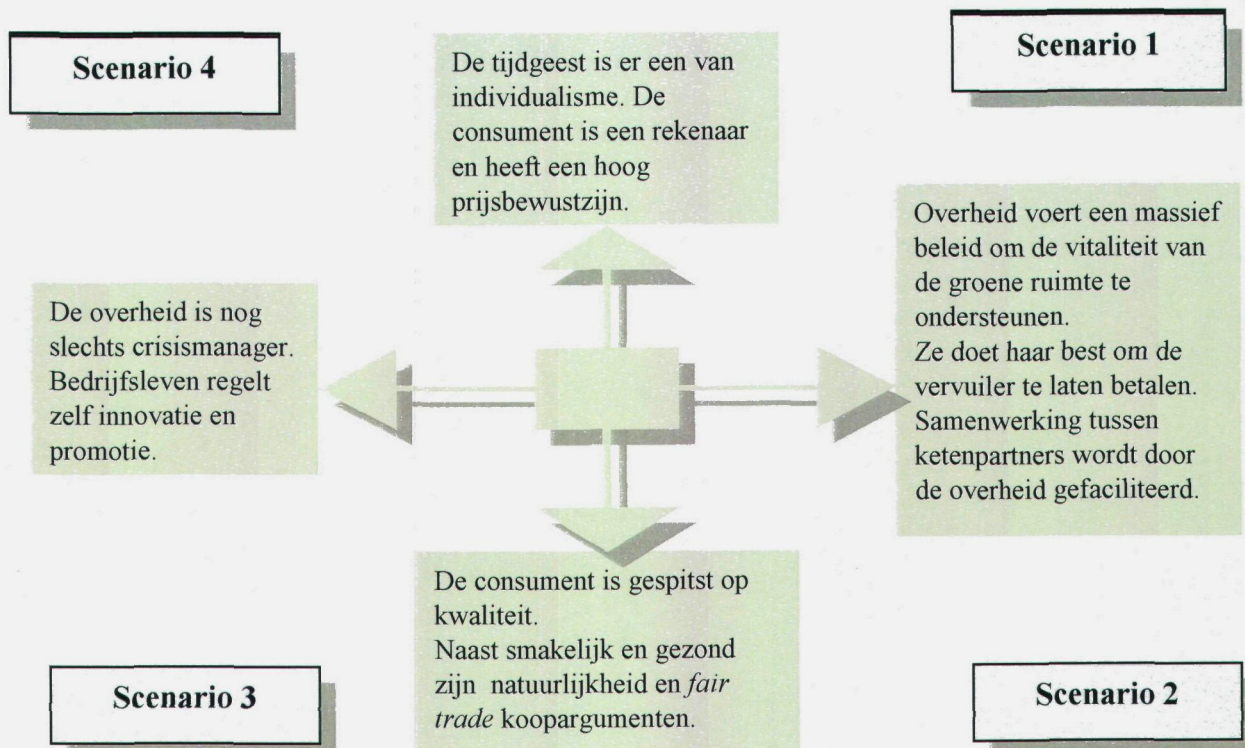 Scenario 4
De tijdgeest is er een van
individualisme. De
consument is een rekenaar
en heeft een hoog
prijsbewustzijn.
Scenario 1
De overheid is nog
slechts crisismanager.
Bedrijfsleven regelt
zelf innovatie en
promotie.
Overheid voert een massief
beleid om de vitaliteit van
de groene ruimte te
ondersteunen.
Ze doet haar best om de
vervuiler te laten betalen.
Samenwerking tussen
ketenpartners wordt door
de overheid gefaciliteerd.
De consument is gespitst op
kwaliteit.
Naast smakelijk en gezond
zijn natuurlijkheid en fair
trade koopargumenten.
Scenario 3
Scenario 2